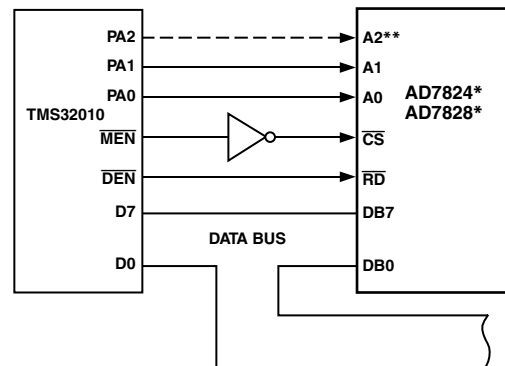 PA2
PA1
PA0
TMS32010
MEN
DEN
D7
D0
DATA BUS
A2**
A1
A0
AD7824*
AD7828*
CS
RD
DB7
DB0